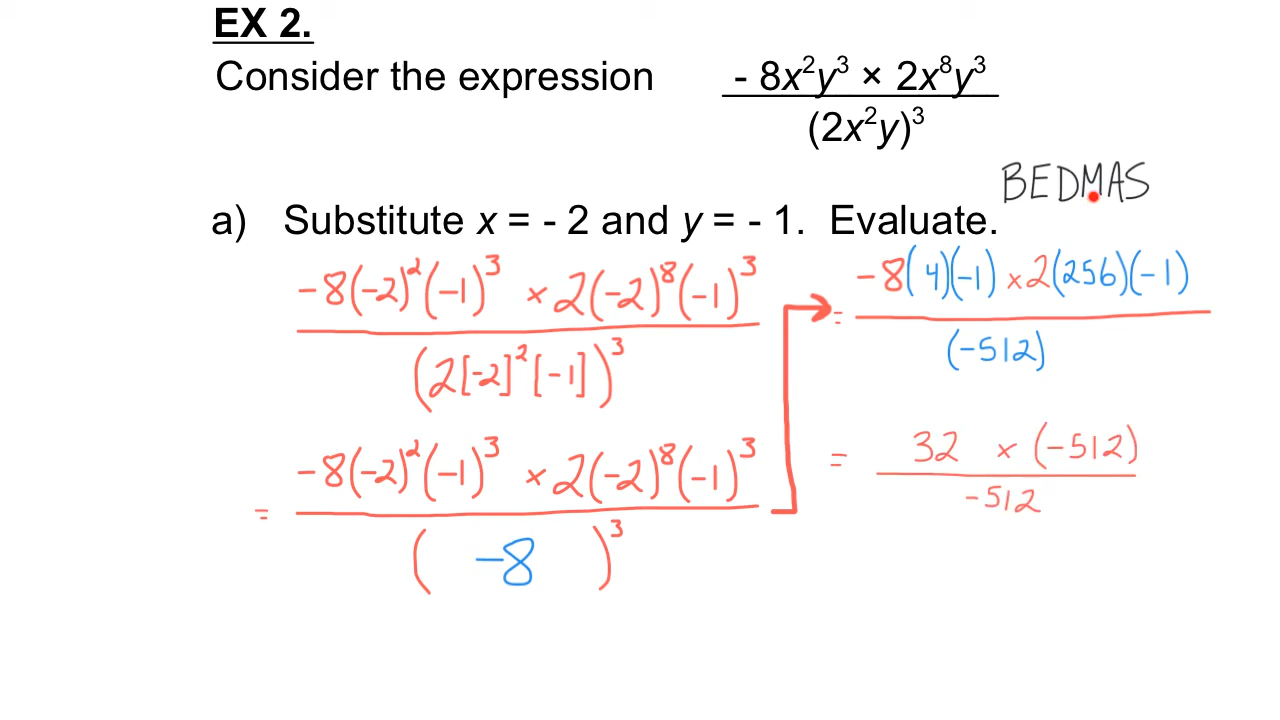 EX 2.
Consider the expression - 8x²y³ × 2x⁸y³
(2x²y)³
BEDMAS
a) Substitute x = - 2 and y = - 1. Evaluate.
-8(-2)²(-1)³ × 2(-2)⁸(-1)³
(2[-2]²[-1])³
= -8(-2)²(-1)³ × 2(-2)⁸(-1)³
( -8 )³
= -8(4)(-1) × 2(256)(-1)
(-512)
= 32 × (-512)
-512